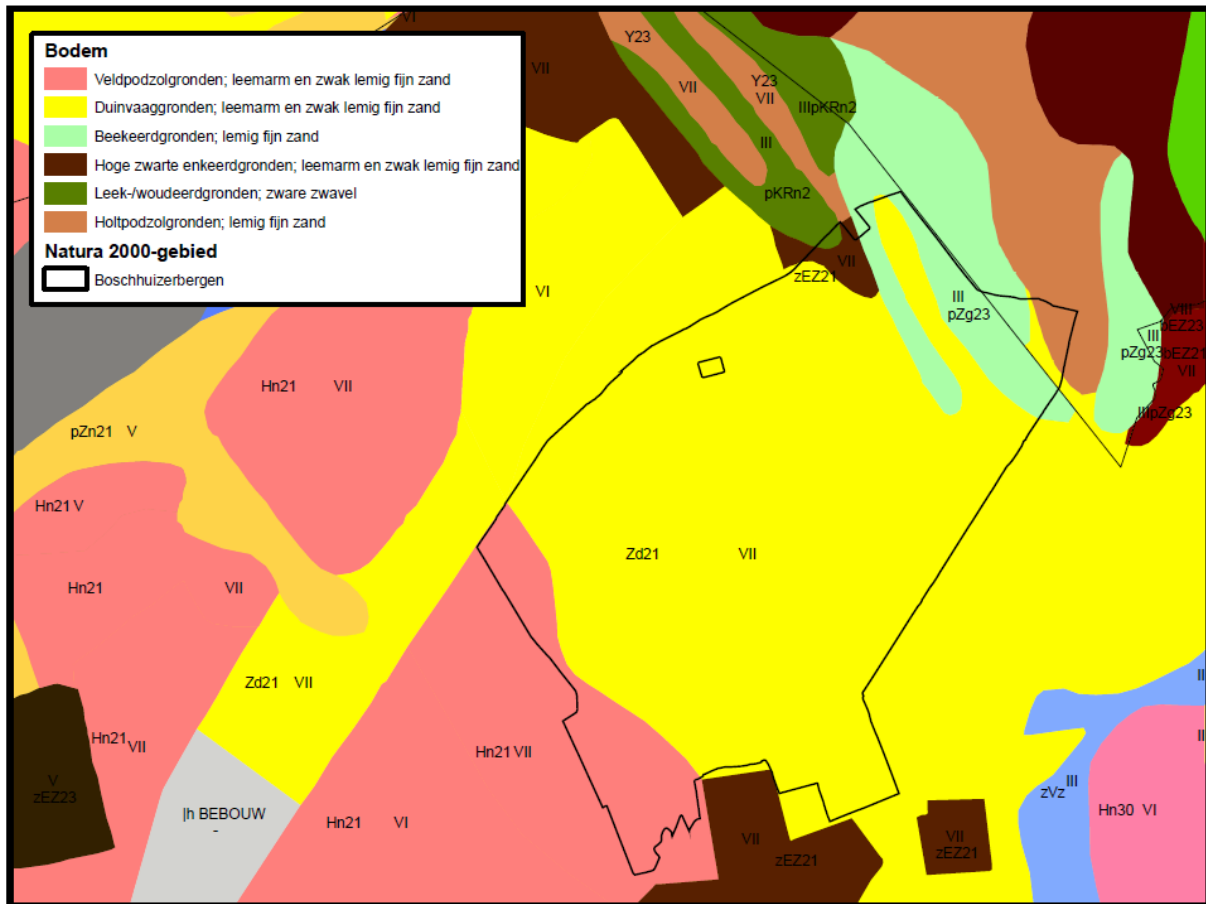 Bodem
Veldpodzolgronden; leemarm en zwak lemig fijn zand
Duinvaaggronden; leemarm en zwak lemig fijn zand
Beekeerdgronden; lemig fijn zand
Hoge zwarte enkeerdgronden; leemarm en zwak lemig fijn zand
Leek-/woudeerdgronden; zware zwavel
Holtpodzolgronden; lemig fijn zand
Natura 2000-gebied
Boschhuizerbergen
VI
Y23
VII
VII
Y23
VII
IIIpKRn2
III
pKRn2
VII
zEZ21
VI
III
pZg23
VIII
bEZ23
III
pZg23bEZ21
VII
IIIpZg23
Hn21 VII
pZn21 V
Hn21 V
Hn21 VII
Zd21 VII
Zd21 VII
Hn21 VII
Hn21 VII
V
zEZ23
|h BEBOUW
-
Hn21 VI
VII
zEZ21
VII
zEZ21
zVz III
Hn30 VI
II
II